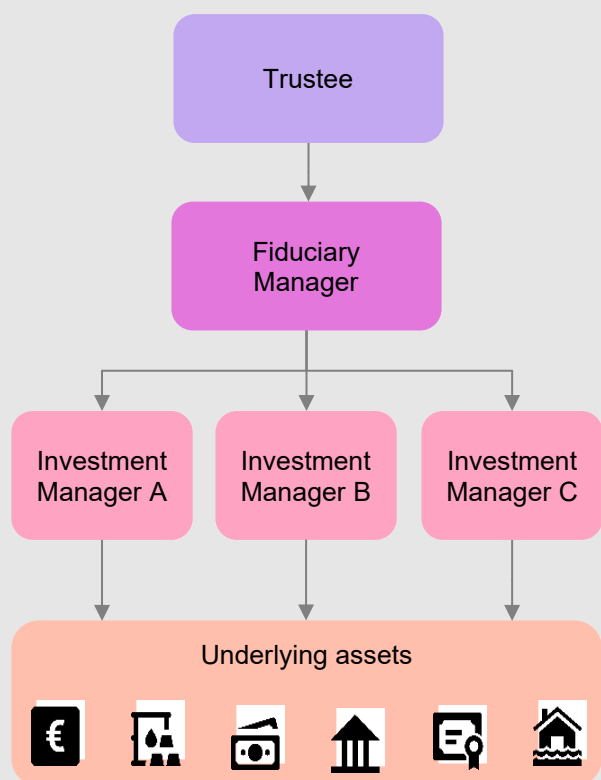 Trustee
Fiduciary
Manager
Investment
Manager A
Investment
Manager B
Investment
Manager C
Underlying assets
€